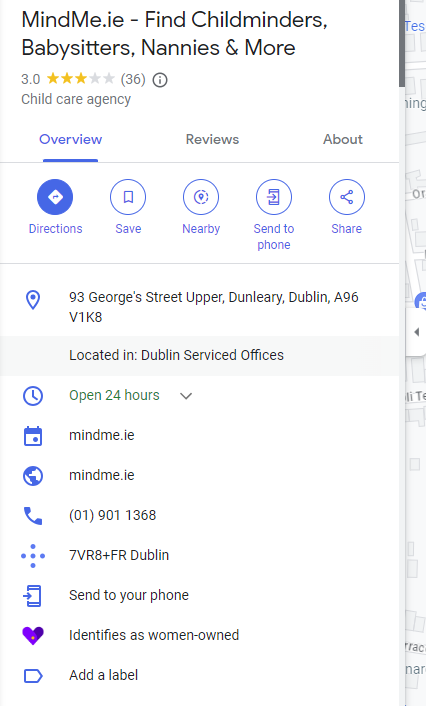 MindMe.ie - Find Childminders,
Babysitters, Nannies & More
3.0 (36)
Child care agency
Overview Reviews About
Directions Save Nearby Send to phone Share
93 George's Street Upper, Dunleary, Dublin, A96
V1K8
Located in: Dublin Serviced Offices
Open 24 hours
mindme.ie
mindme.ie
(01) 901 1368
7VR8+FR Dublin
Send to your phone
Identifies as women-owned
Add a label